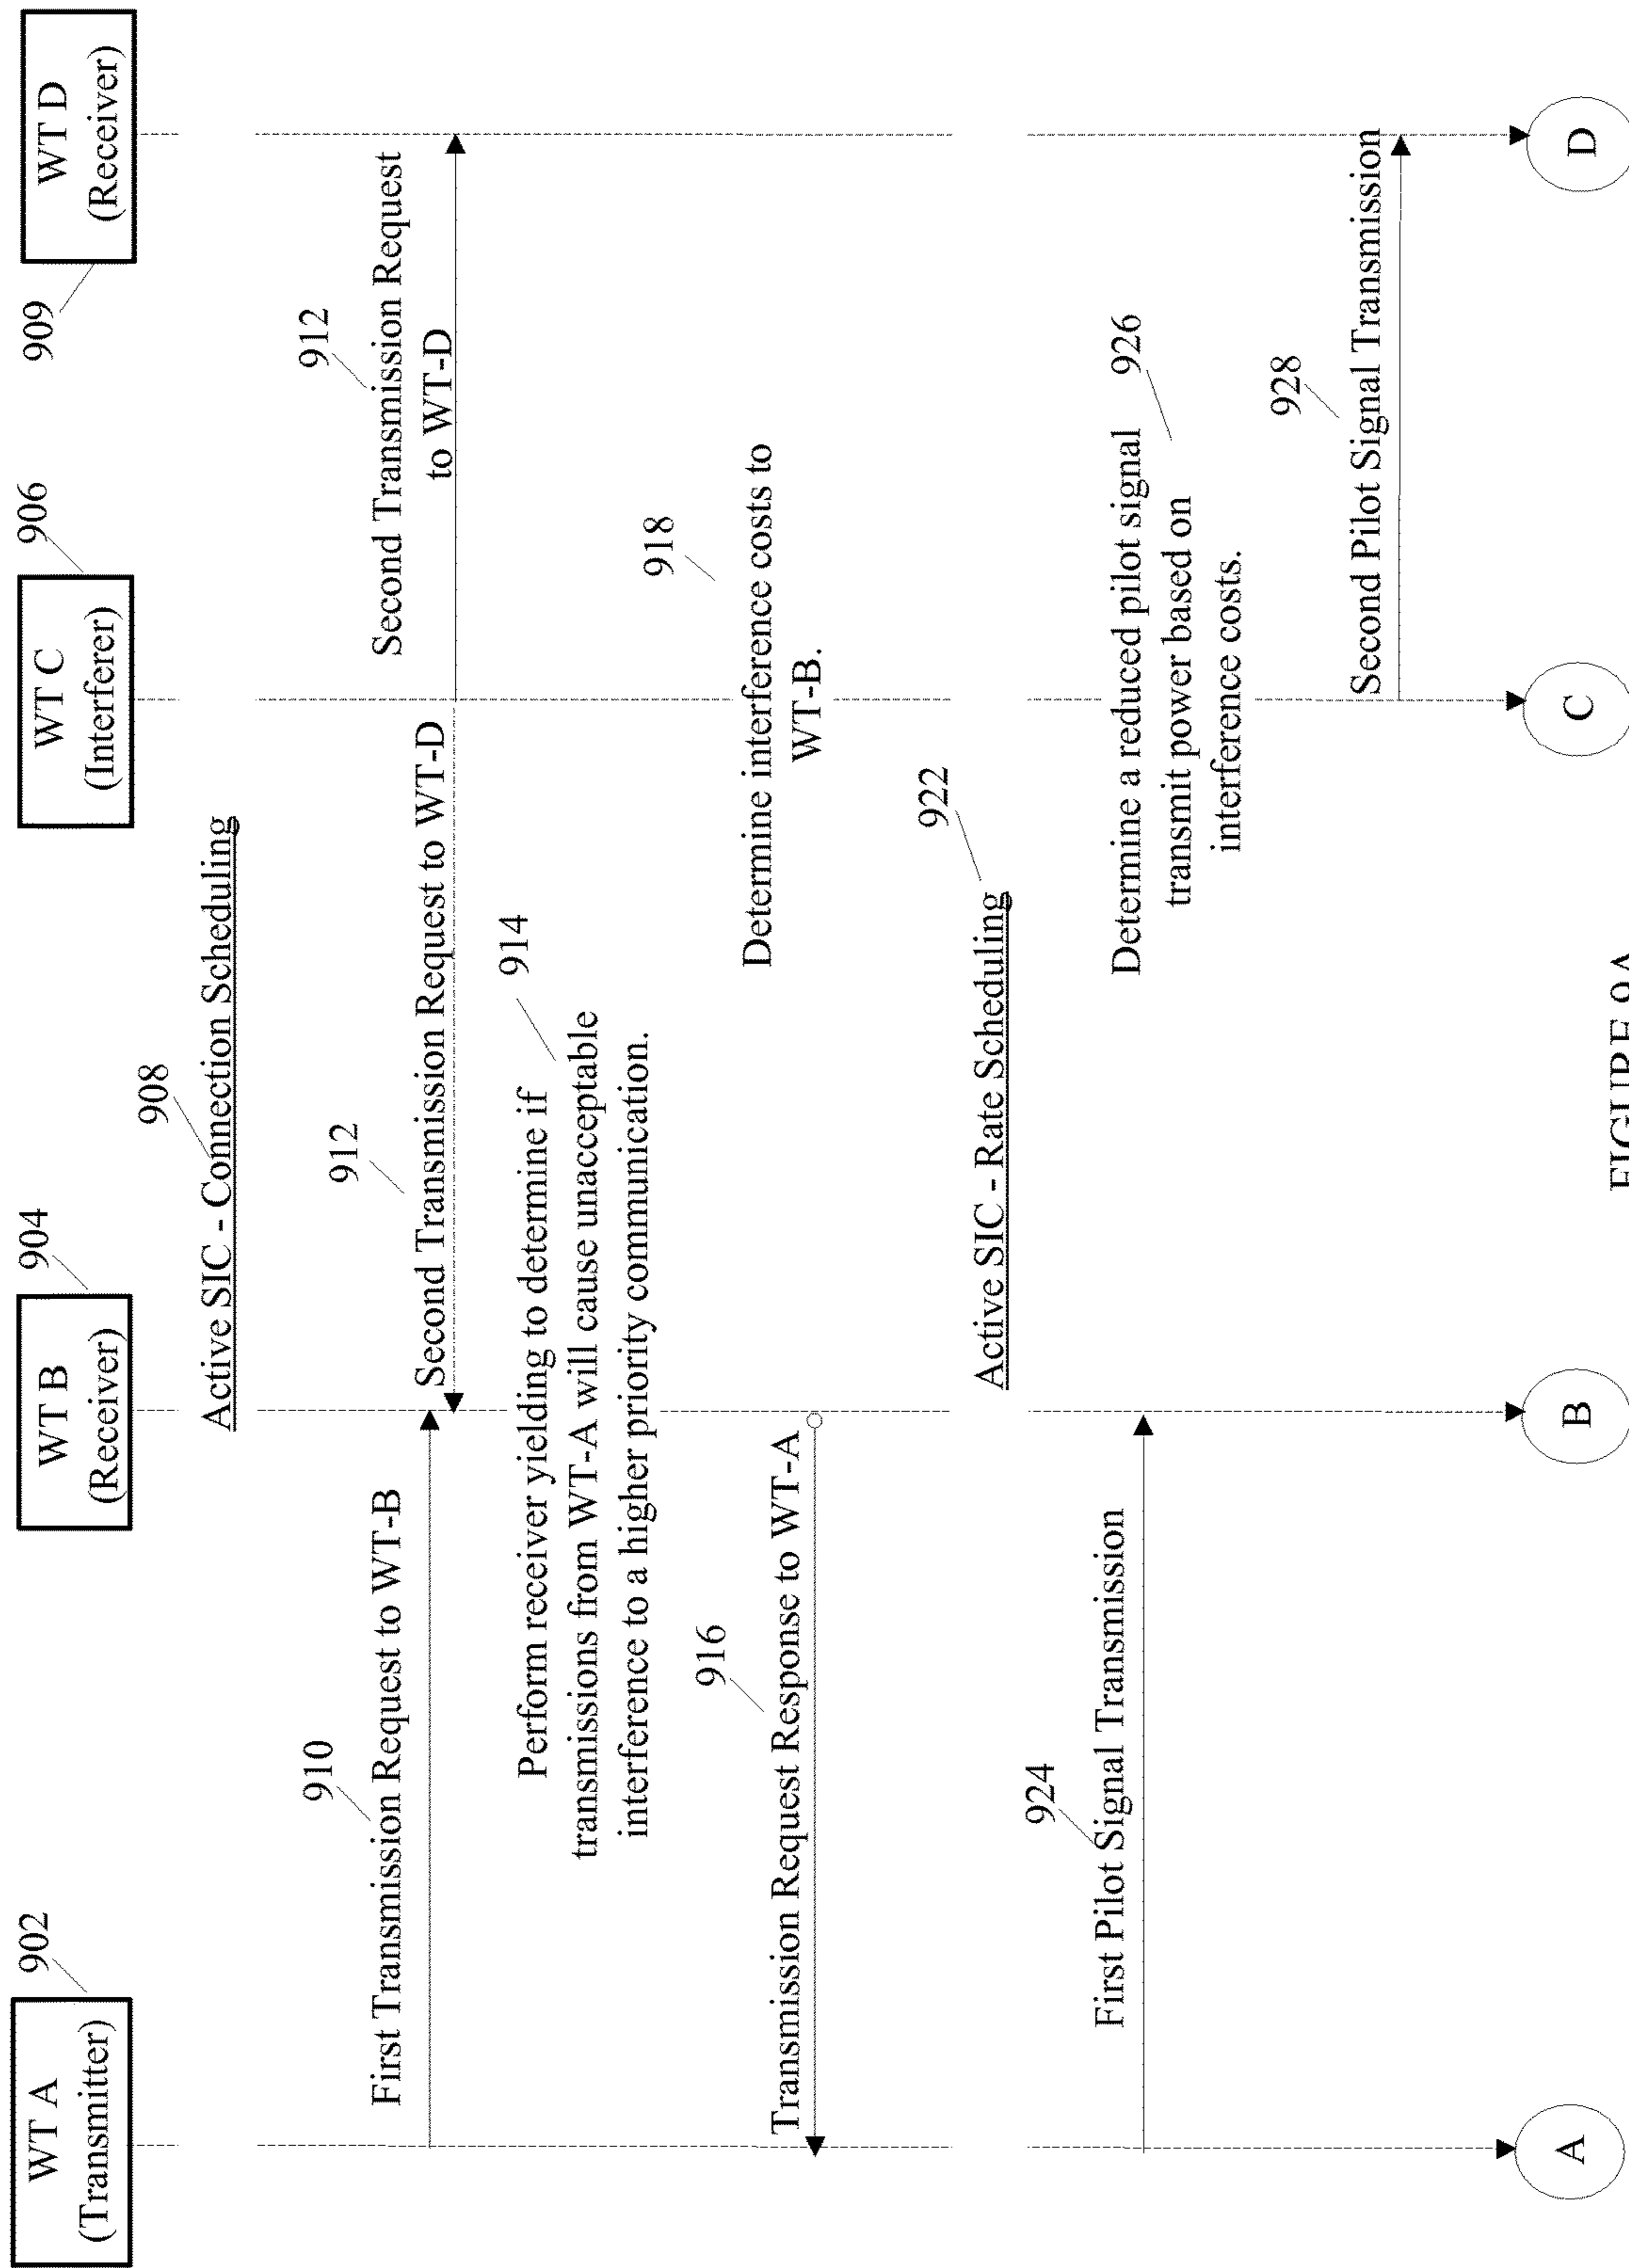 902
WT A
(Transmitter)
904
WT B
(Receiver)
906
WT C
(Interferer)
909
WT D
(Receiver)
908
Active SIC - Connection Scheduling
910
First Transmission Request to WT-B
912
Second Transmission Request to WT-D
912
Second Transmission Request
to WT-D
914
Perform receiver yielding to determine if
transmissions from WT-A will cause unacceptable
interference to a higher priority communication.
916
Transmission Request Response to WT-A
918
Determine interference costs to
WT-B.
922
Active SIC - Rate Scheduling
924
First Pilot Signal Transmission
926
Determine a reduced pilot signal
transmit power based on
interference costs.
928
Second Pilot Signal Transmission
A
B
C
D
FIGURE 9A